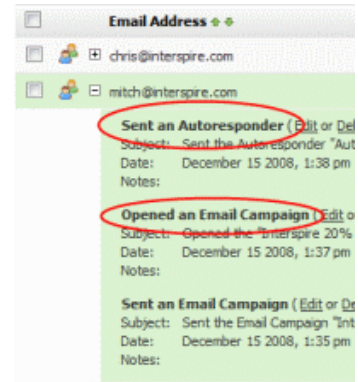 Email Address
chris@interspire.com
mitch@interspire.com
Sent an Autoresponder (Edit or Del
Subject: Sent the Autoresponder "Aut
Date: December 15 2008, 1:38 pm
Notes:
Opened an Email Campaign (Edit o
Subject: Opened the "Interspire 20%
Date: December 15 2008, 1:37 pm
Notes:
Sent an Email Campaign (Edit or De
Subject: Sent the Email Campaign "Int
Date: December 15 2008, 1:35 pm
Notes: